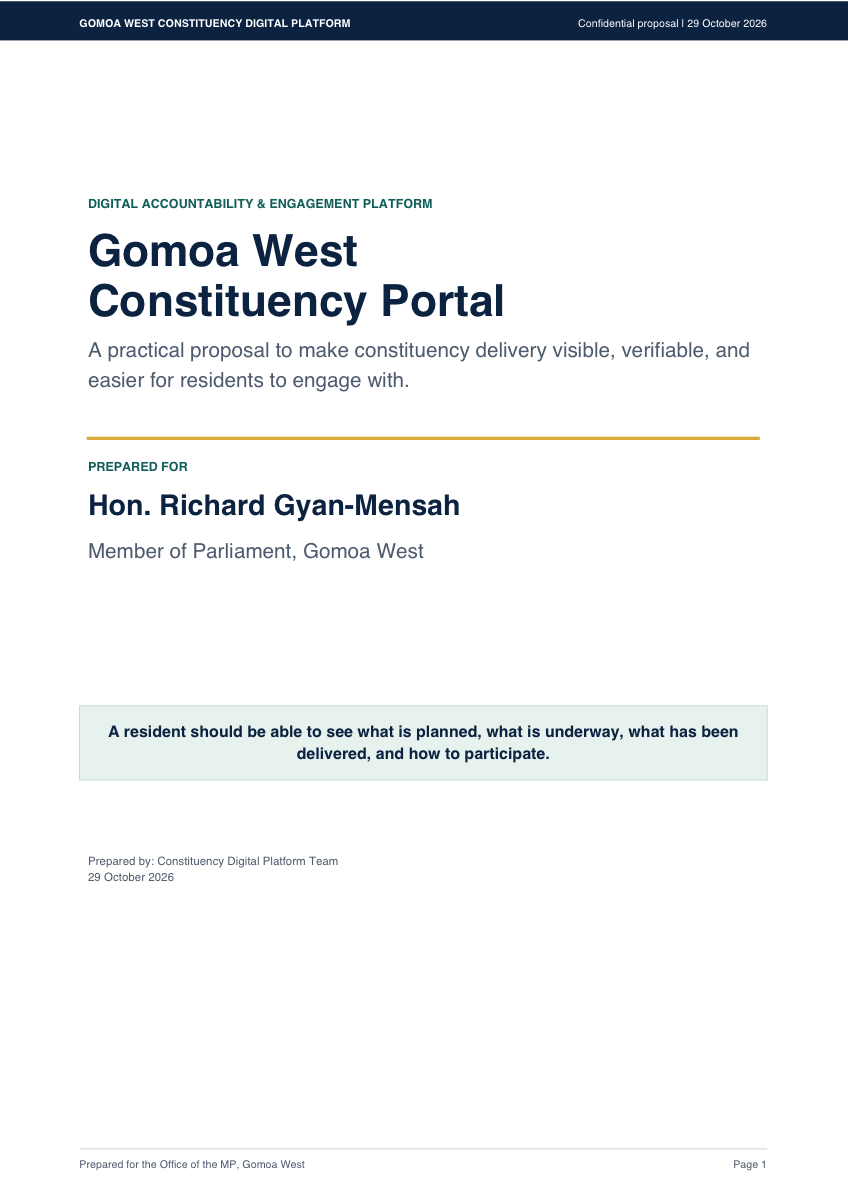 GOMOA WEST CONSTITUENCY DIGITAL PLATFORM
Confidential proposal | 29 October 2026
DIGITAL ACCOUNTABILITY & ENGAGEMENT PLATFORM
Gomoa West
Constituency Portal
A practical proposal to make constituency delivery visible, verifiable, and
easier for residents to engage with.
PREPARED FOR
Hon. Richard Gyan-Mensah
Member of Parliament, Gomoa West
A resident should be able to see what is planned, what is underway, what has been
delivered, and how to participate.
Prepared by: Constituency Digital Platform Team
29 October 2026
Prepared for the Office of the MP, Gomoa West
Page 1